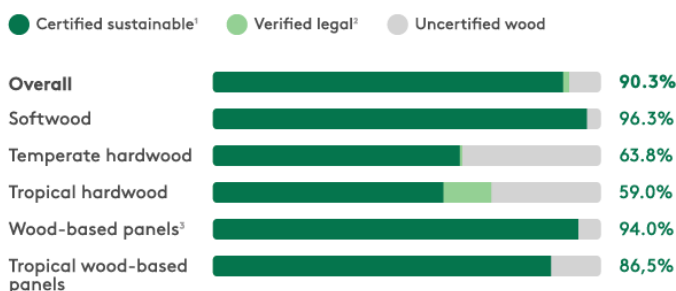 Certified sustainable¹ Verified legal² Uncertified wood
Overall 90.3%
Softwood 96.3%
Temperate hardwood 63.8%
Tropical hardwood 59.0%
Wood-based panels³ 94.0%
Tropical wood-based 86,5%
panels